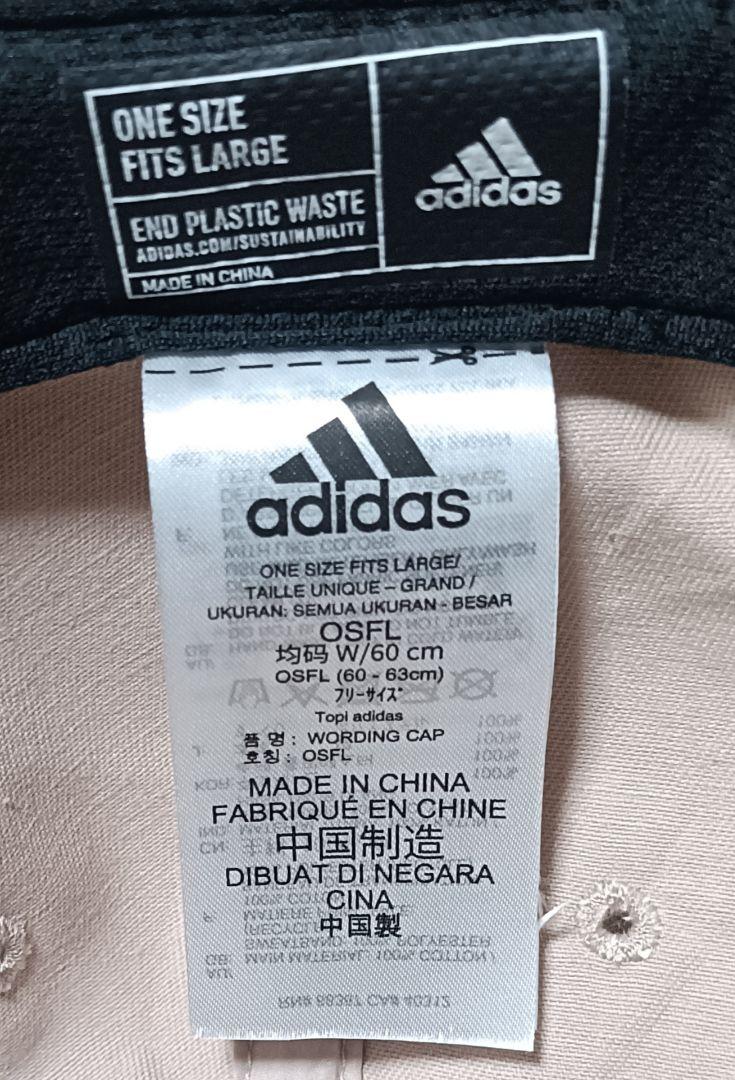 ONE SIZE
FITS LARGE
END PLASTIC WASTE
ADIDAS.COM/SUSTAINABILITY
MADE IN CHINA
adidas
adidas
ONE SIZE FITS LARGE/
TAILLE UNIQUE – GRAND /
UKURAN: SEMUA UKURAN - BESAR
OSFL
均码 W/60 cm
OSFL (60 - 63cm)
フリーサイズ
Topi adidas
품 명 : WORDING CAP
호칭 : OSFL
MADE IN CHINA
FABRIQUÉ EN CHINE
中国制造
DIBUAT DI NEGARA
CINA
中国製